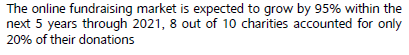 The online fundraising market is expected to grow by 95% within the
next 5 years through 2021, 8 out of 10 charities accounted for only
20% of their donations